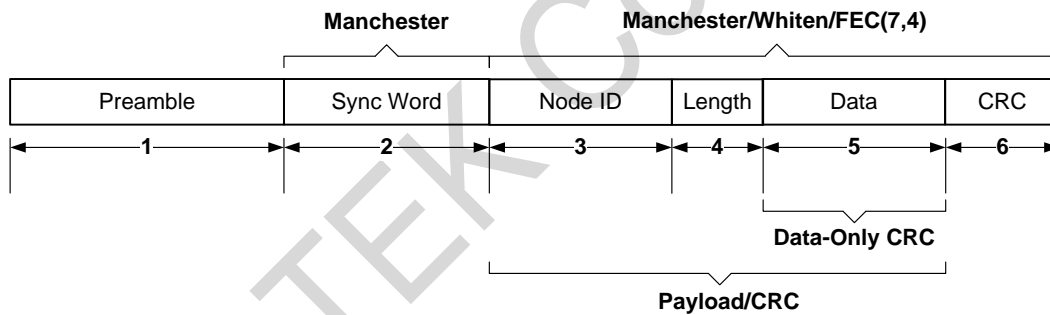 Manchester Manchester/Whiten/FEC(7,4)
Preamble Sync Word Node ID Length Data CRC
1 2 3 4 5 6
Data-Only CRC
Payload/CRC